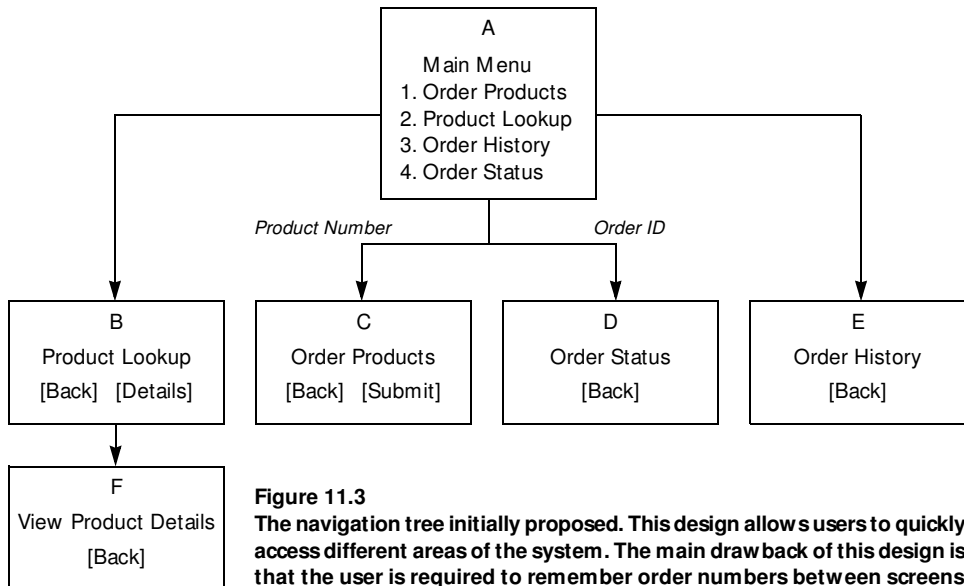 A
Main Menu
1. Order Products
2. Product Lookup
3. Order History
4. Order Status
Product Number
Order ID
B
Product Lookup
[Back] [Details]
C
Order Products
[Back] [Submit]
D
Order Status
[Back]
E
Order History
[Back]
F
View Product Details
[Back]
Figure 11.3
The navigation tree initially proposed. This design allows users to quickly
access different areas of the system. The main drawback of this design is
that the user is required to remember order numbers between screens